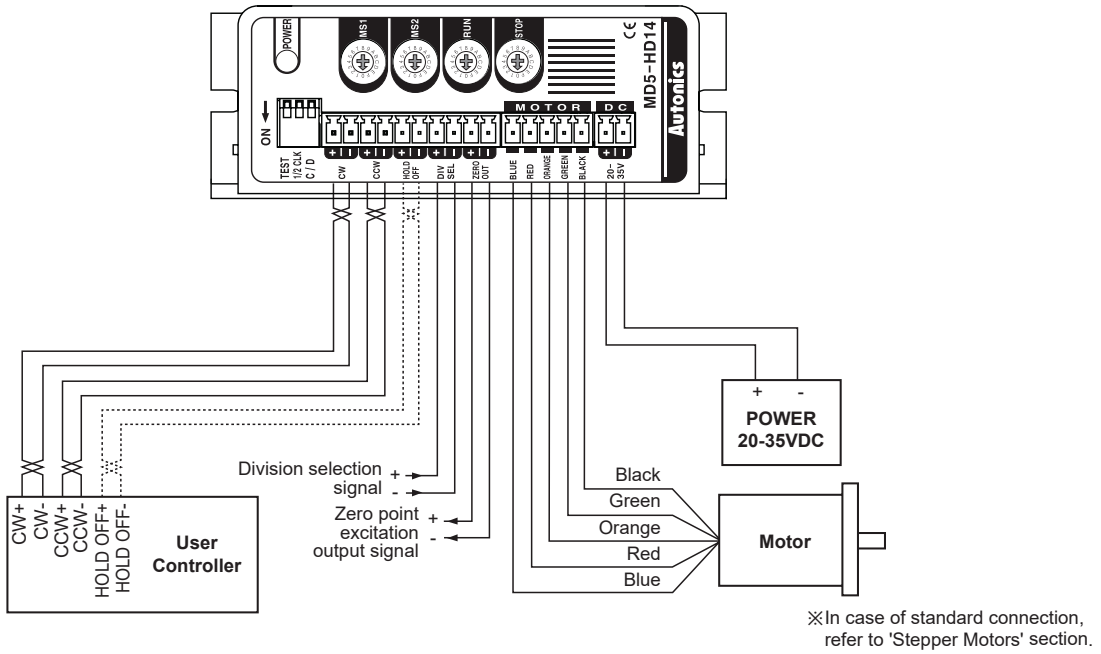 POWER
MS1
MS2
RUN
STOP
CE
MD5-HD14
Autonics
MOTOR
DC
ON
TEST
1/2 CLK
C / D
+ - + - + - + - + -
+ -
CW
CCW
HOLD
OFF
DIV
SEL
ZERO
OUT
BLUE
RED
ORANGE
GREEN
BLACK
20-
35V
+ -
POWER
20-35VDC
Division selection +
signal -
Zero point +
excitation
output signal -
Black
Green
Orange
Red
Blue
Motor
CW+
CW-
CCW+
CCW-
HOLD OFF+
HOLD OFF-
User
Controller
※In case of standard connection,
refer to 'Stepper Motors' section.